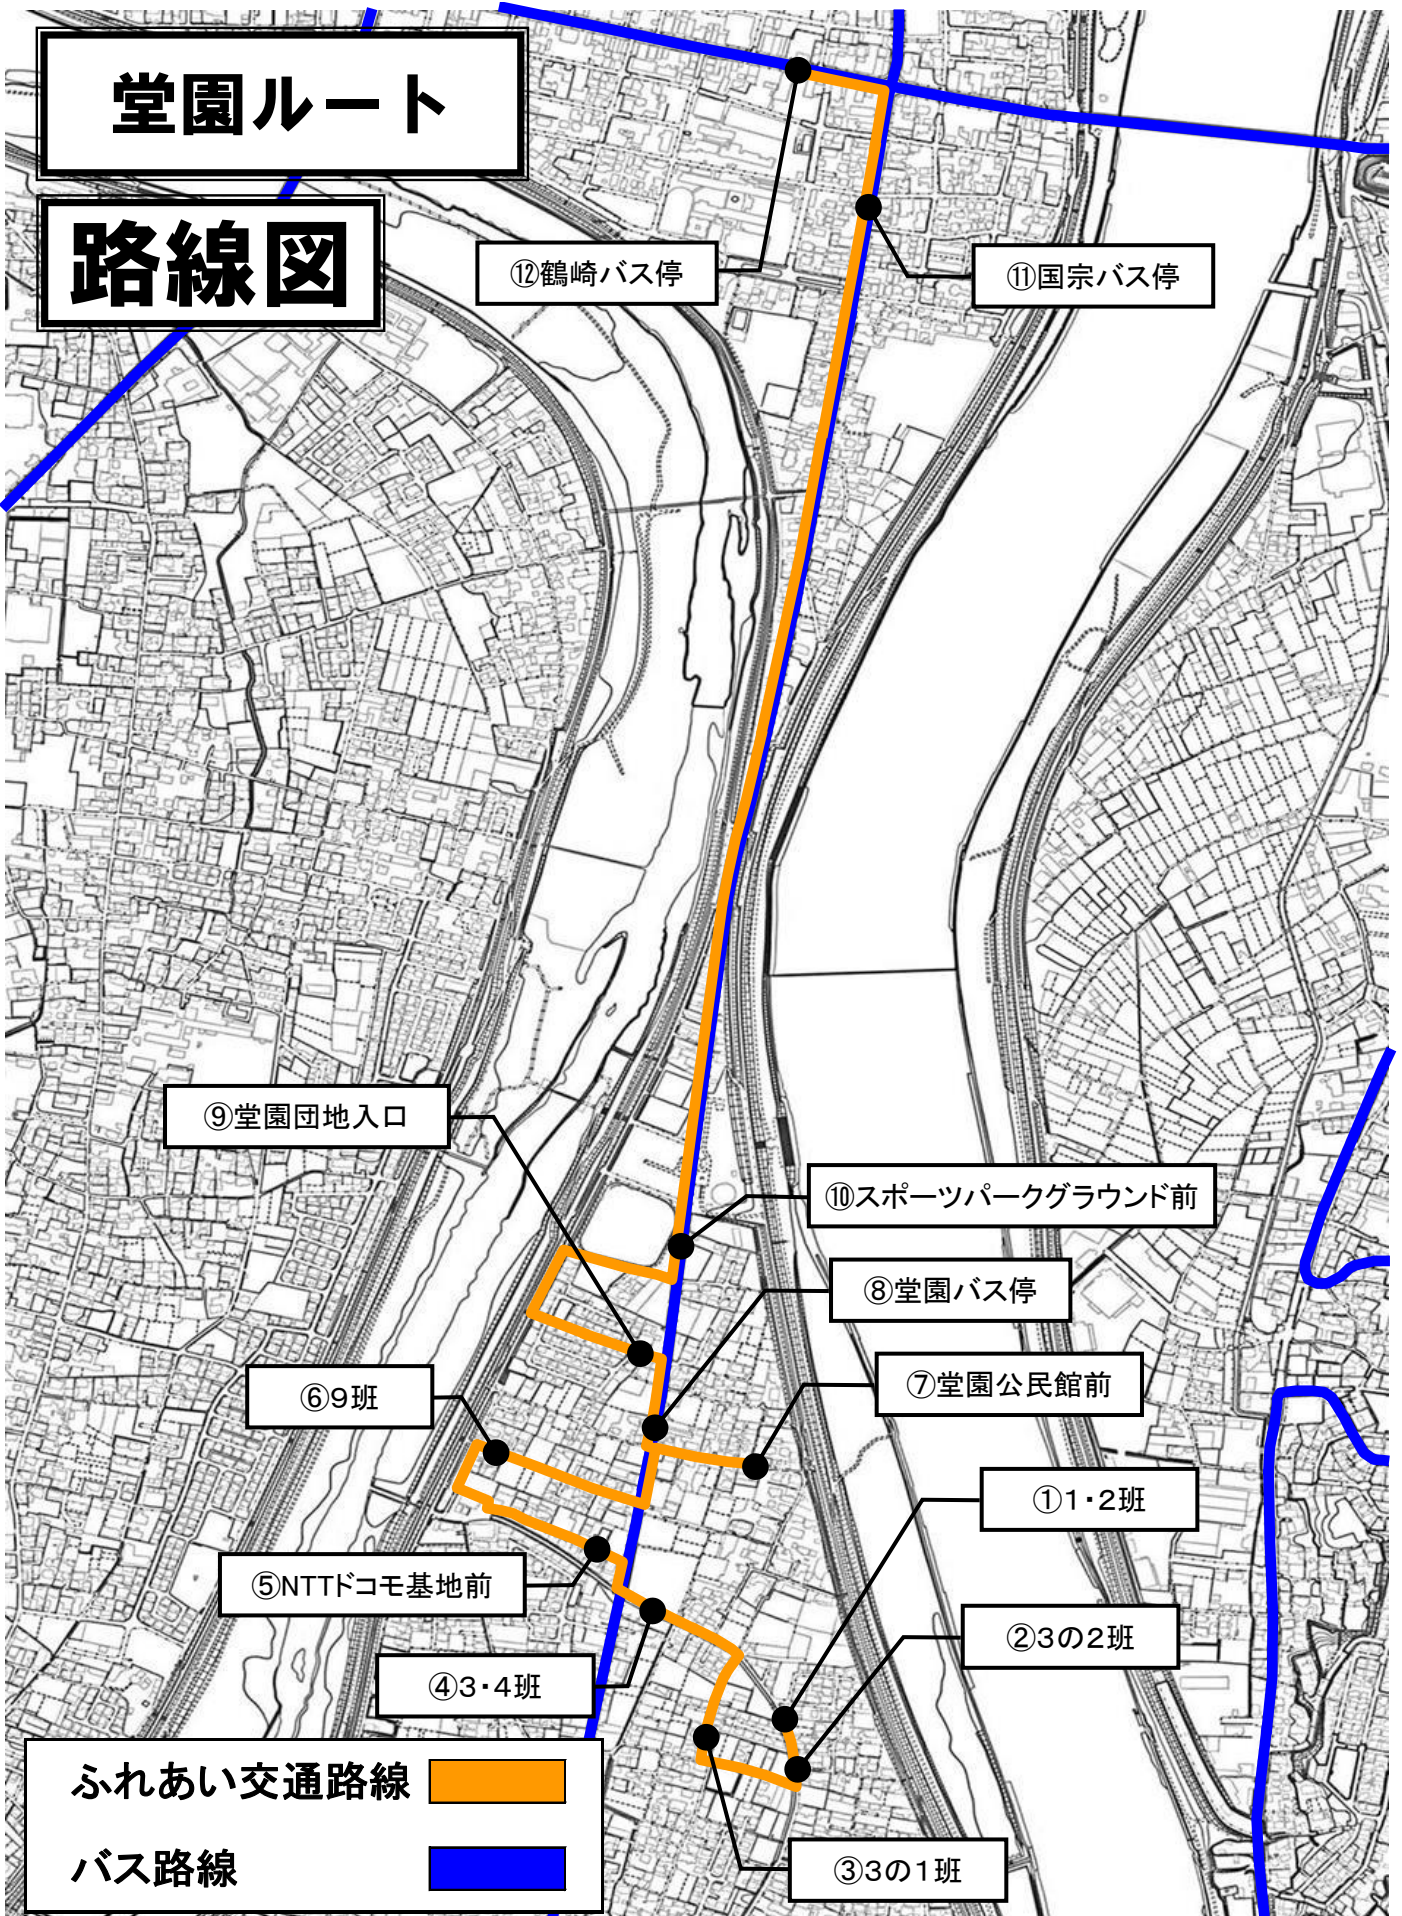 堂園ルート
路線図
⑫鶴崎バス停
⑪国宗バス停
⑨堂園団地入口
⑩スポーツパークグラウンド前
⑧堂園バス停
⑦堂園公民館前
⑥9班
①1・2班
⑤NTTドコモ基地前
②3の2班
④3・4班
③3の1班
ふれあい交通路線
バス路線